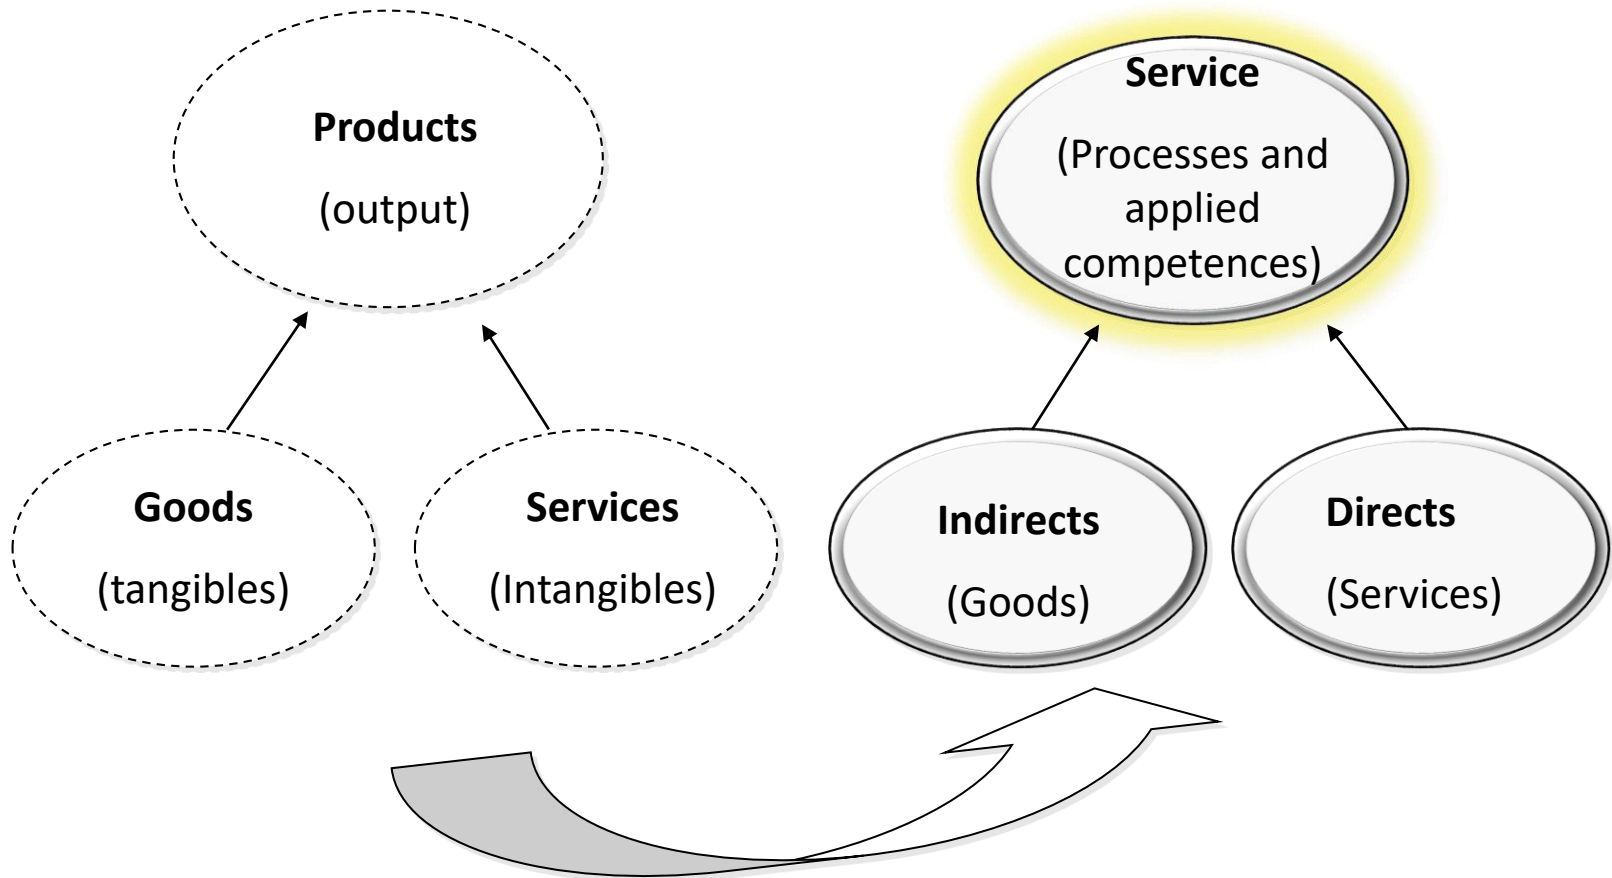 Products
(output)
Goods
(tangibles)
Services
(Intangibles)
Service
(Processes and
applied
competences)
Indirects
(Goods)
Directs
(Services)